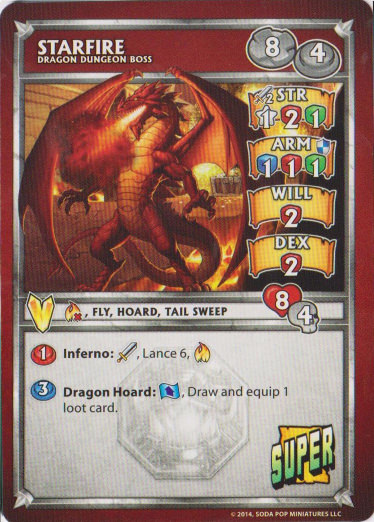 STARFIRE
DRAGON DUNGEON BOSS
8 4
2 STR
1 2 1
ARM
1 1 1
WILL
2
DEX
2
8
4
, FLY, HOARD, TAIL SWEEP
1 Inferno: , Lance 6,
3 Dragon Hoard: , Draw and equip 1
loot card.
SUPER
© 2014, SODA POP MINIATURES LLC